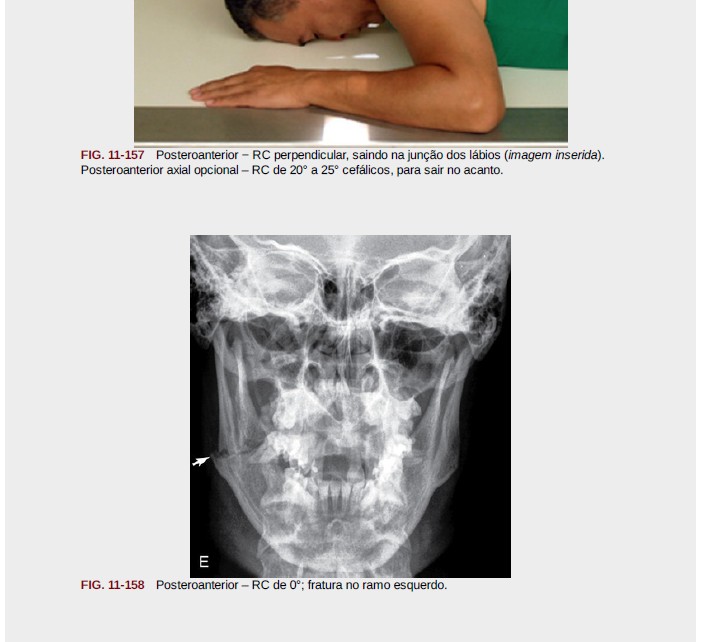 FIG. 11-157 Posteroanterior – RC perpendicular, saindo na junção dos lábios (imagem inserida).
Posteroanterior axial opcional – RC de 20° a 25° cefálicos, para sair no acanto.
E
FIG. 11-158 Posteroanterior – RC de 0°; fratura no ramo esquerdo.